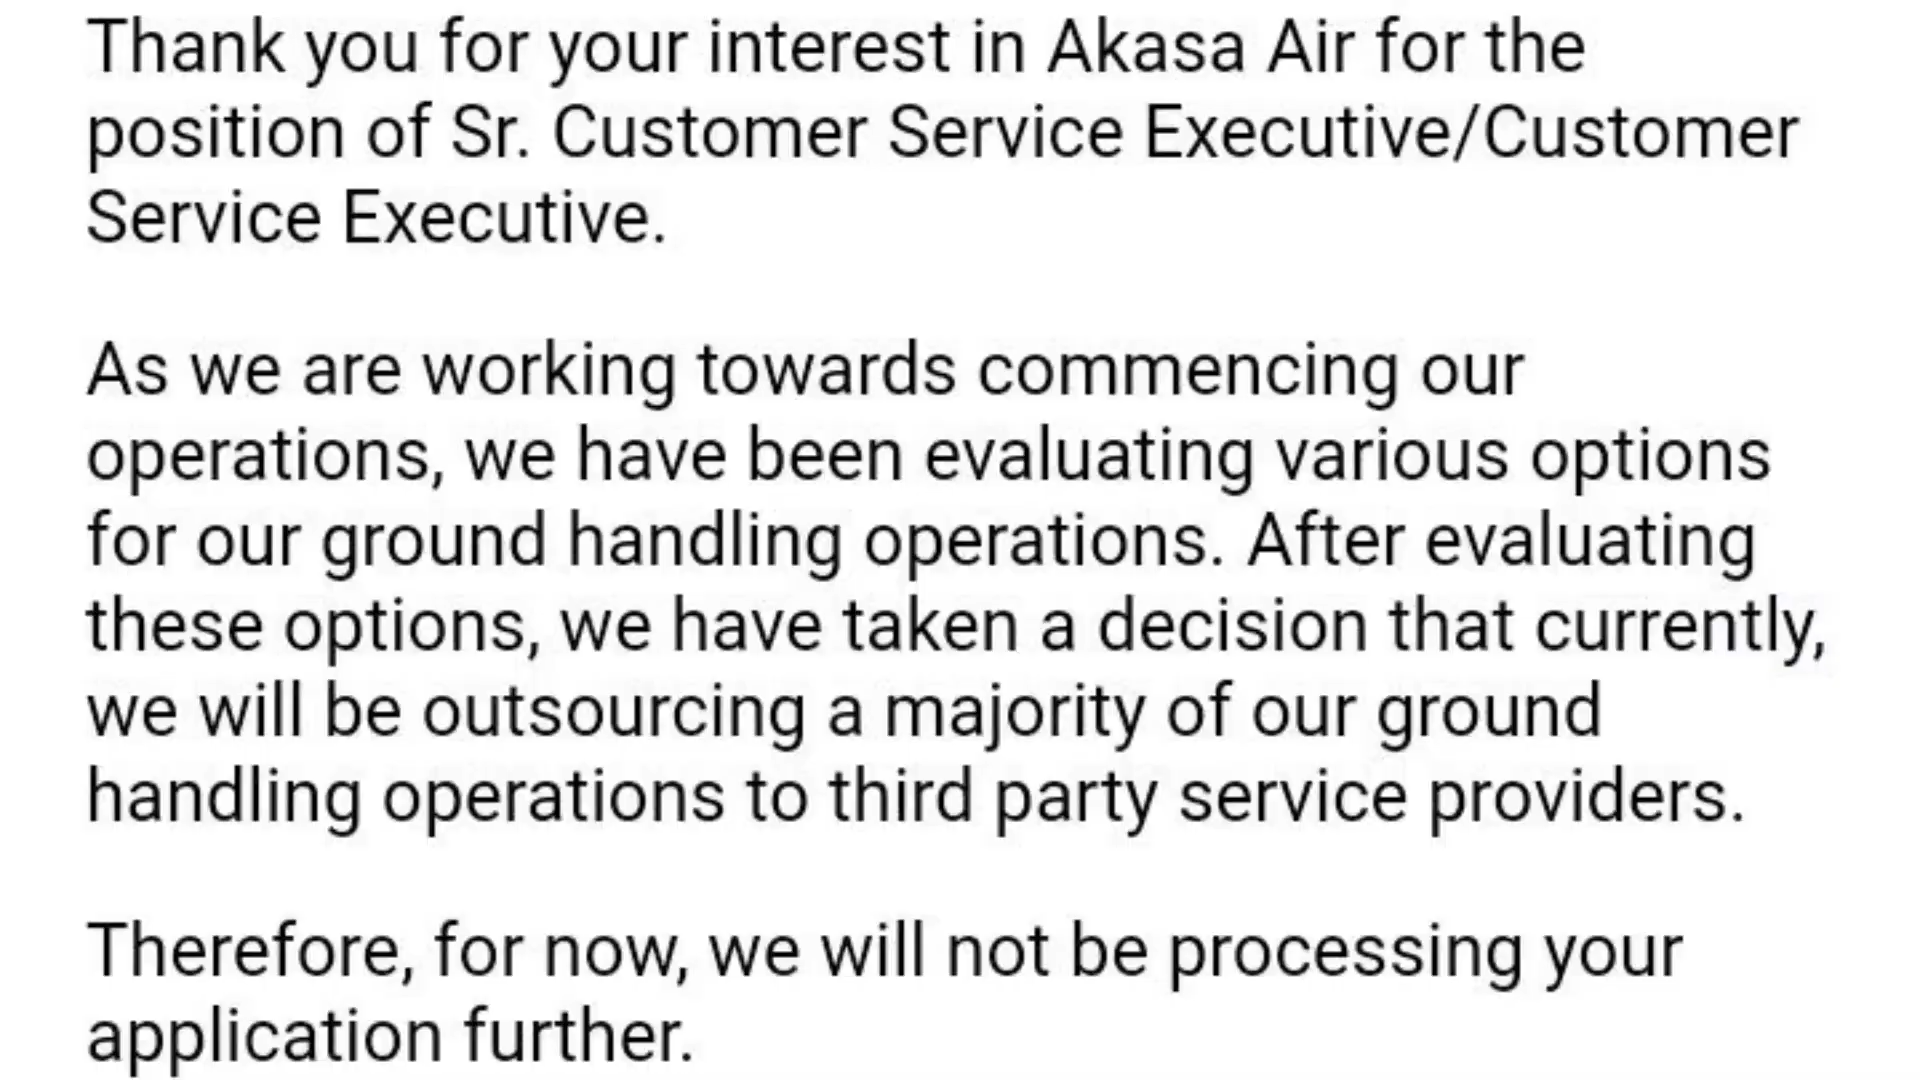 Thank you for your interest in Akasa Air for the
position of Sr. Customer Service Executive/Customer
Service Executive.
As we are working towards commencing our
operations, we have been evaluating various options
for our ground handling operations. After evaluating
these options, we have taken a decision that currently,
we will be outsourcing a majority of our ground
handling operations to third party service providers.
Therefore, for now, we will not be processing your
application further.